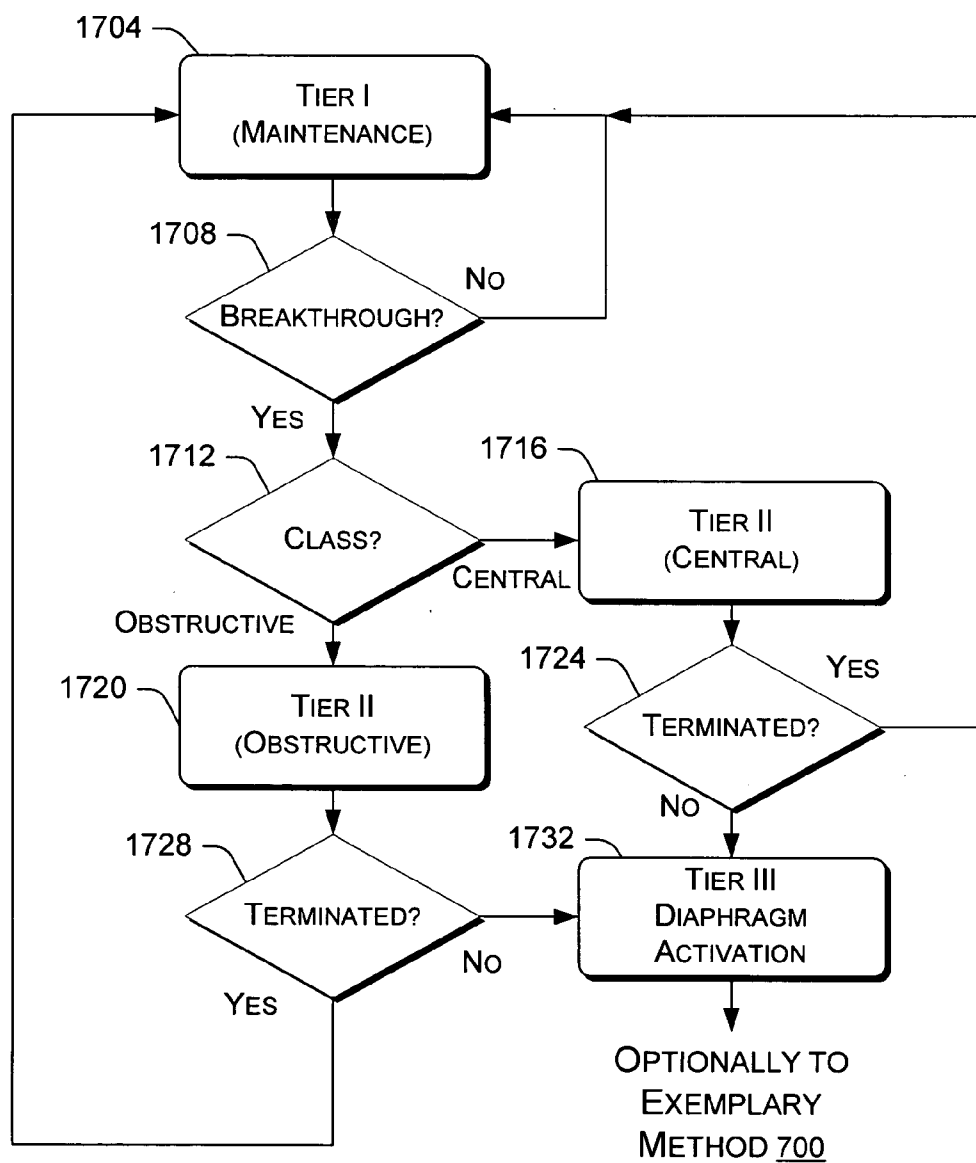 1704
TIER I
(MAINTENANCE)
1708
NO
BREAKTHROUGH?
YES
1712
1716
CLASS?
TIER II
(CENTRAL)
CENTRAL
OBSTRUCTIVE
1720
TIER II
(OBSTRUCTIVE)
1724
YES
TERMINATED?
NO
1728
1732
TERMINATED?
NO
YES
TIER III
DIAPHRAGM
ACTIVATION
OPTIONALLY TO
EXEMPLARY
METHOD 700